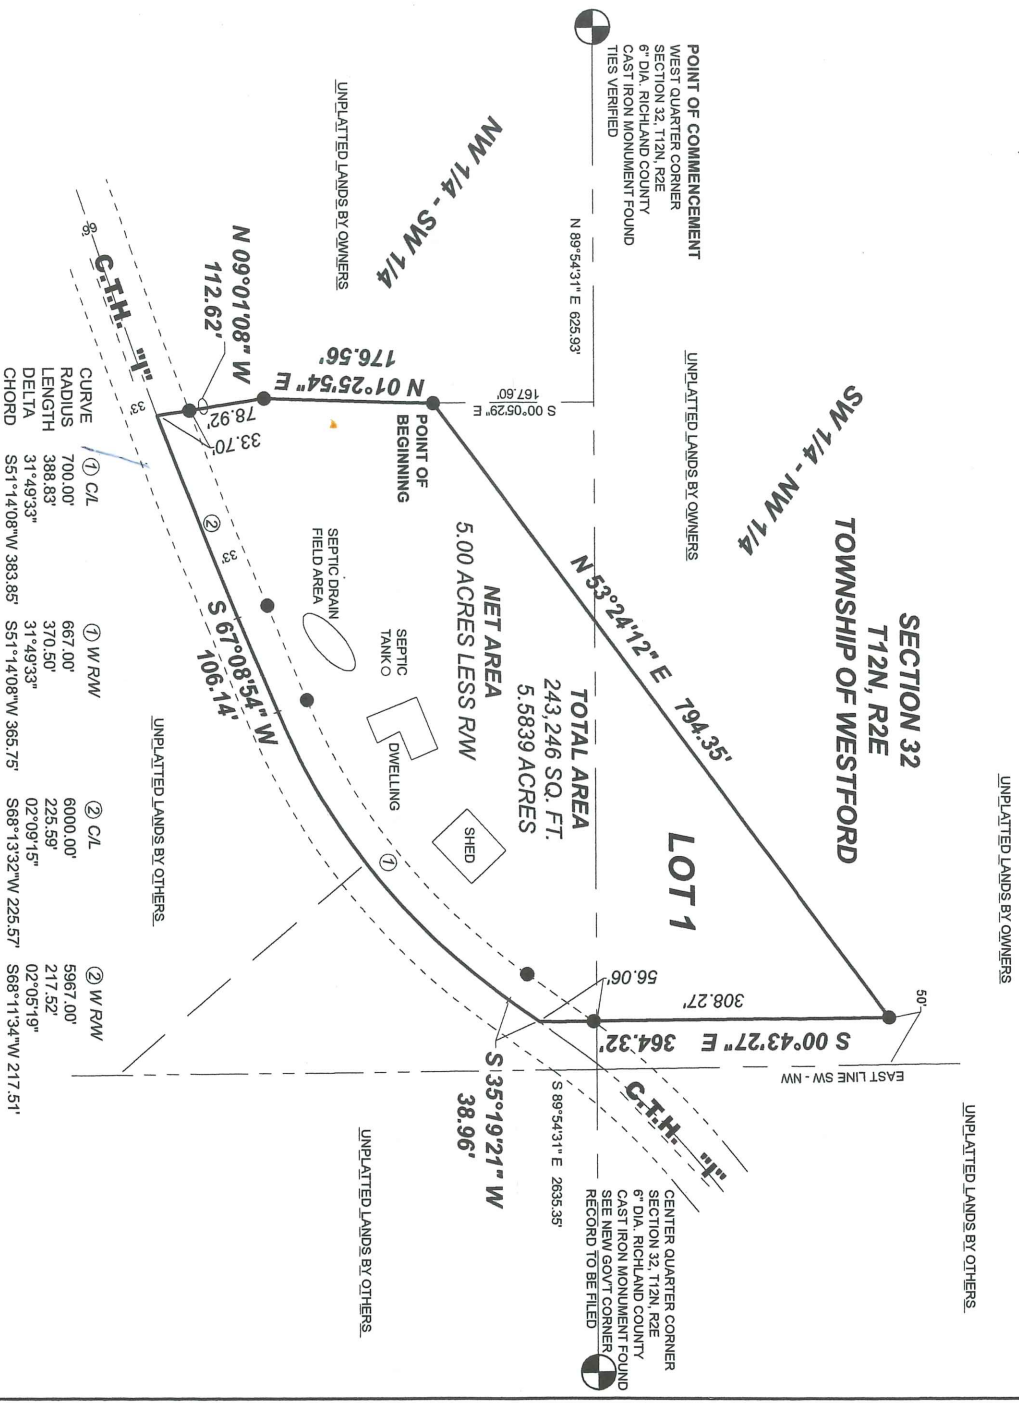 SECTION 32
T12N, R2E
TOWNSHIP OF WESTFORD
UNPLATTED LANDS BY OWNERS
SW 1/4 - NW 1/4
UNPLATTED LANDS BY OWNERS
POINT OF COMMENCEMENT
WEST QUARTER CORNER
SECTION 32, T12N, R2E
6" DIA. RICHLAND COUNTY
CAST IRON MONUMENT FOUND
TIES VERIFIED
N 89°54'31" E 625.93'
S 00°05'29" E
167.60'
NW 1/4 - SW 1/4
UNPLATTED LANDS BY OWNERS
POINT OF
BEGINNING
N 53°24'12" E 794.35'
50'
S 00°43'27" E 364.32'
308.27'
56.06'
EAST LINE SW - NW
UNPLATTED LANDS BY OTHERS
LOT 1
TOTAL AREA
243,246 SQ. FT.
5.5839 ACRES
NET AREA
5.00 ACRES LESS R/W
SHED
DWELLING
SEPTIC
TANK
SEPTIC DRAIN
FIELD AREA
N 01°25'54" E
176.56'
N 09°01'08" W
112.62'
78.92'
33.70'
C.T.H. "I"
66'
33'
33'
②
①
S 67°08'54" W
106.14'
S 35°19'21" W
38.96'
C.T.H. "I"
S 89°54'31" E 2635.35'
CENTER QUARTER CORNER
SECTION 32, T12N, R2E
6" DIA. RICHLAND COUNTY
CAST IRON MONUMENT FOUND
SEE NEW GOV'T CORNER
RECORD TO BE FILED
UNPLATTED LANDS BY OTHERS
UNPLATTED LANDS BY OTHERS
CURVE ① C/L ① W R/W ② C/L ② W R/W
RADIUS 700.00' 667.00' 6000.00' 5967.00'
LENGTH 388.83' 370.50' 225.59' 217.52'
DELTA 31°49'33" 31°49'33" 02°09'15" 02°05'19"
CHORD S51°14'08"W 383.85' S51°14'08"W 365.75' S68°13'32"W 225.57' S68°11'34"W 217.51'